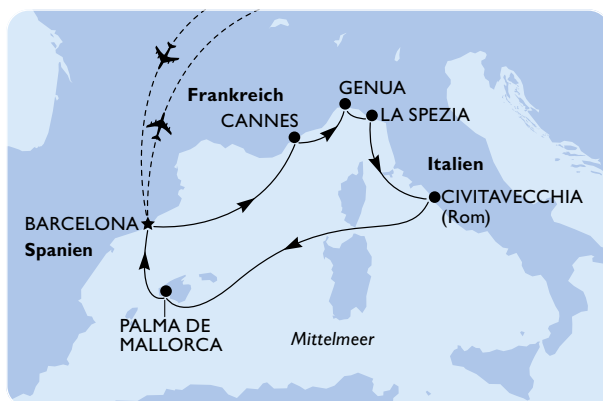 GENUA
Frankreich
CANNES
LA SPEZIA
Italien
CIVITAVECCHIA
(Rom)
BARCELONA
Spanien
PALMA DE
MALLORCA
Mittelmeer